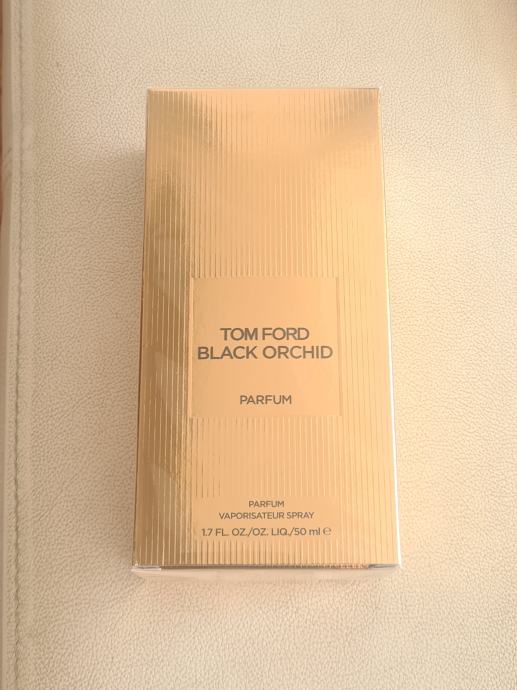 TOM FORD
BLACK ORCHID
PARFUM
PARFUM
VAPORISATEUR SPRAY
1.7 FL. OZ./OZ. LIQ./50 ml ℮